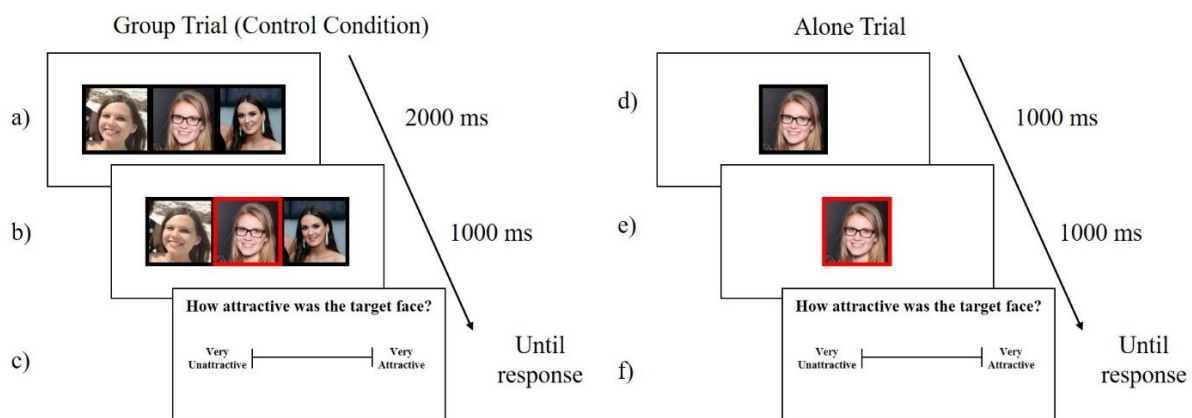 Group Trial (Control Condition)
a)
2000 ms
b)
1000 ms
How attractive was the target face?
c)
Very
Unattractive
Very
Attractive
Until
response
Alone Trial
d)
1000 ms
e)
1000 ms
How attractive was the target face?
f)
Very
Unattractive
Very
Attractive
Until
response